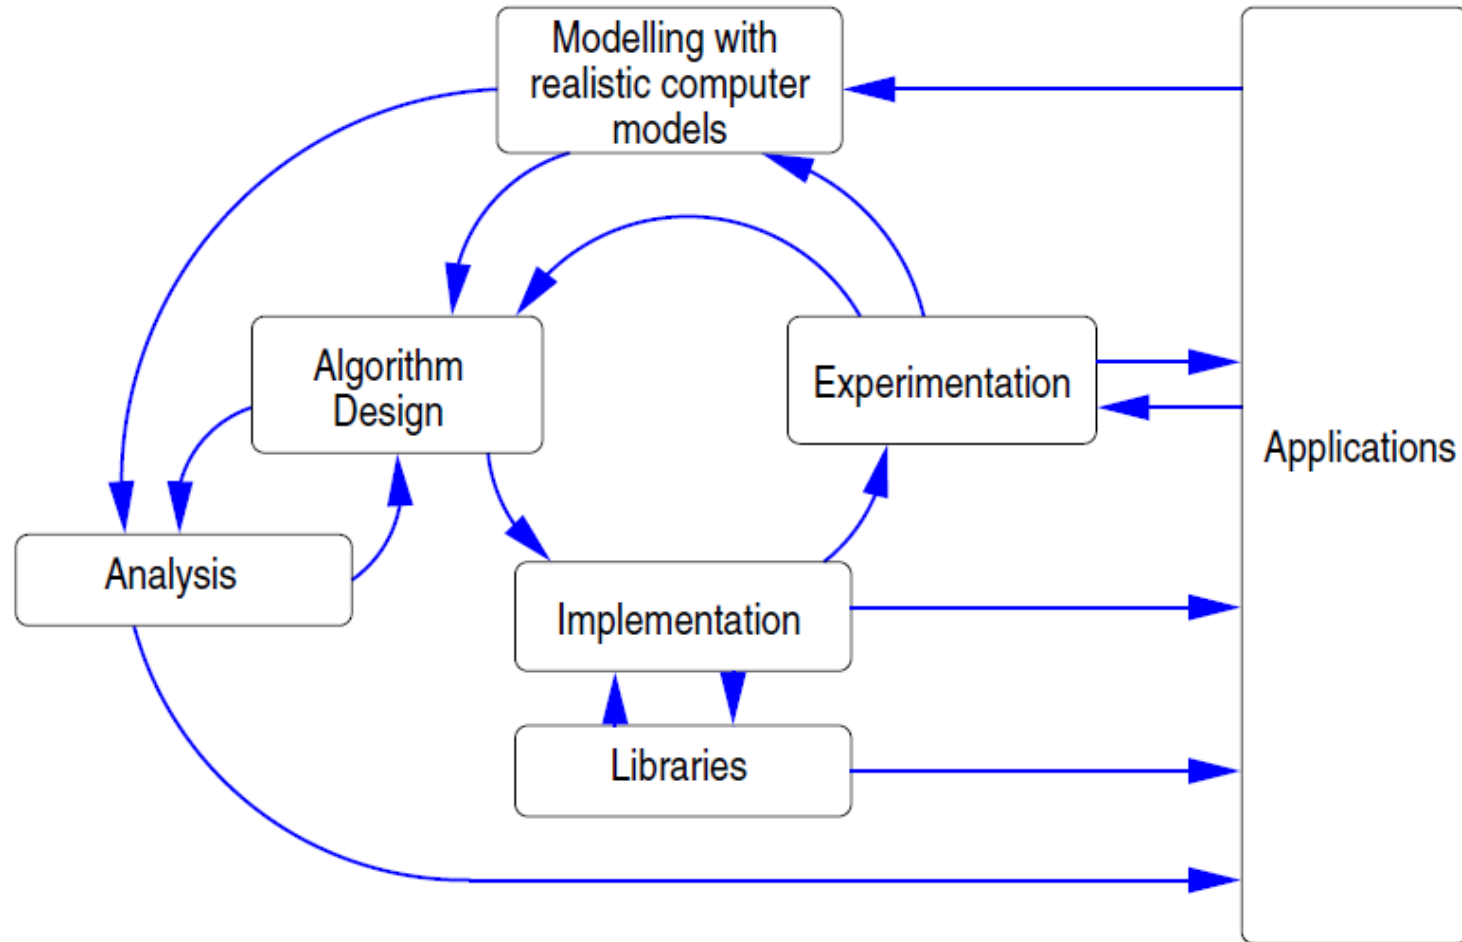 Modelling with
realistic computer
models
Algorithm
Design
Experimentation
Applications
Analysis
Implementation
Libraries